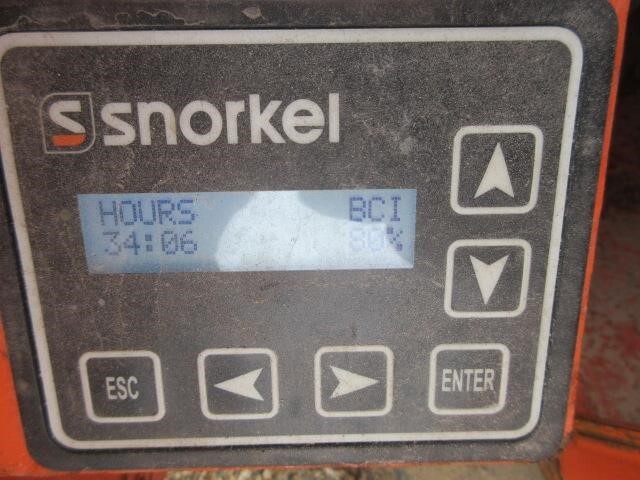 snorkel
HOURS BCI
34:06 80%
ESC ENTER